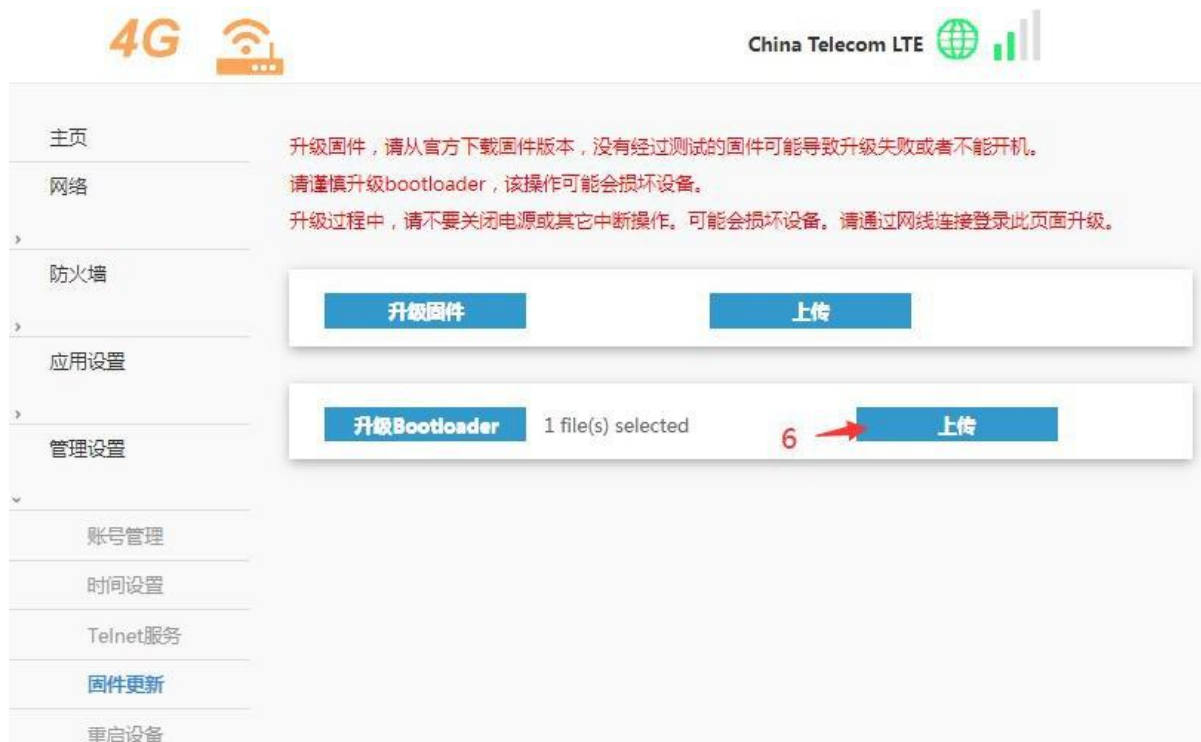 4G
China Telecom LTE
主页
网络
防火墙
应用设置
管理设置
账号管理
时间设置
Telnet服务
固件更新
重启设备
升级固件，请从官方下载固件版本，没有经过测试的固件可能导致升级失败或者不能开机。
请谨慎升级bootloader，该操作可能会损坏设备。
升级过程中，请不要关闭电源或其它中断操作。可能会损坏设备。请通过网线连接登录此页面升级。
升级固件 上传
升级Bootloader 1 file(s) selected 6 上传